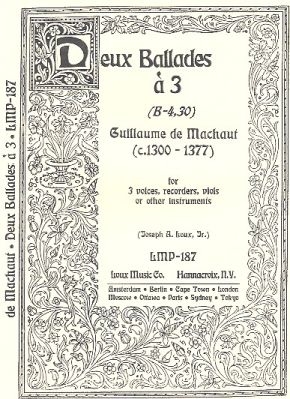 de Machaut • Deux Ballades à 3 • LMP-187
Deux Ballades
à 3
(B-4,30)
Guillaume de Machaut
(c.1300 - 1377)
for
3 voices, recorders, viols
or other instruments
(Joseph A. Loux, Jr.)
LMP-187
Loux Music Co. Hannacroix, N.Y.
Amsterdam • Berlin • Cape Town • London
Moscow • Ottawa • Paris • Sydney • Tokyo